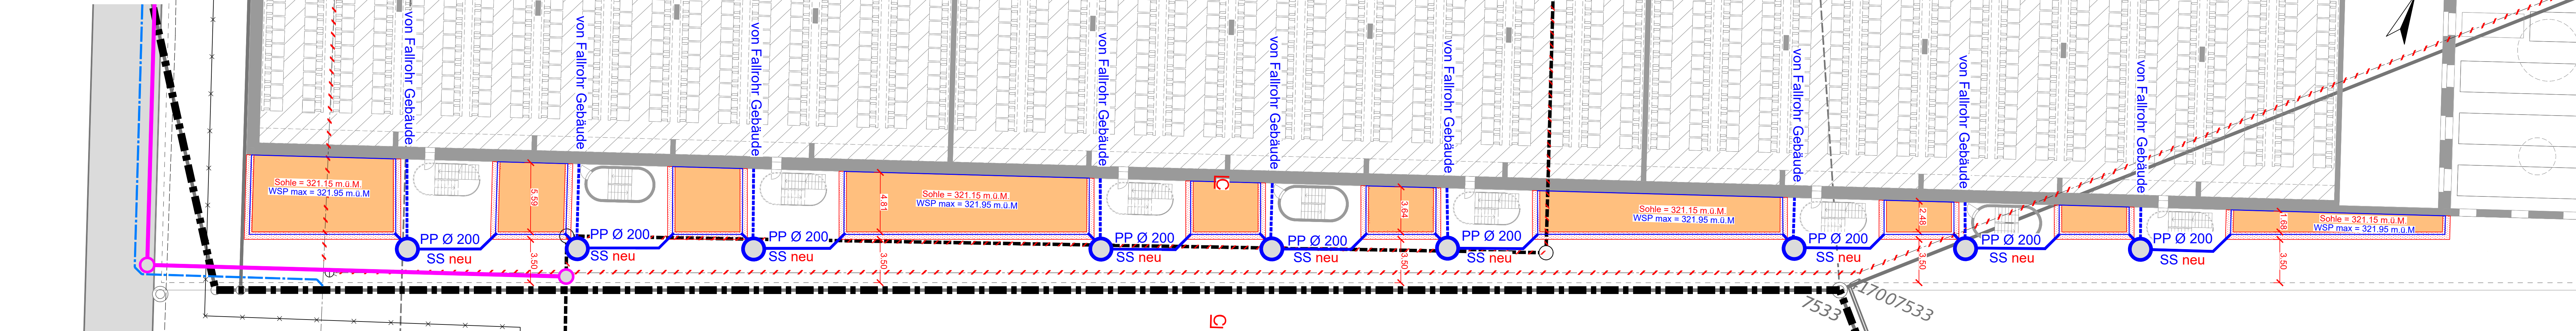 von Fallrohr Gebäude
von Fallrohr Gebäude
von Fallrohr Gebäude
von Fallrohr Gebäude
von Fallrohr Gebäude
von Fallrohr Gebäude
von Fallrohr Gebäude
von Fallrohr Gebäude
von Fallrohr Gebäude
Sohle = 321.15 m.ü.M.
WSP max = 321.95 m.ü.M
5.59
4.81
Sohle = 321.15 m.ü.M.
WSP max = 321.95 m.ü.M
3.64
Sohle = 321.15 m.ü.M.
WSP max = 321.95 m.ü.M
2.48
1.68
Sohle = 321.15 m.ü.M.
WSP max = 321.95 m.ü.M
PP Ø 200
SS neu
PP Ø 200
SS neu
PP Ø 200
SS neu
PP Ø 200
SS neu
PP Ø 200
SS neu
PP Ø 200
SS neu
PP Ø 200
SS neu
PP Ø 200
SS neu
PP Ø 200
SS neu
3.50
3.50
3.50
3.50
3.50
7533
17007533